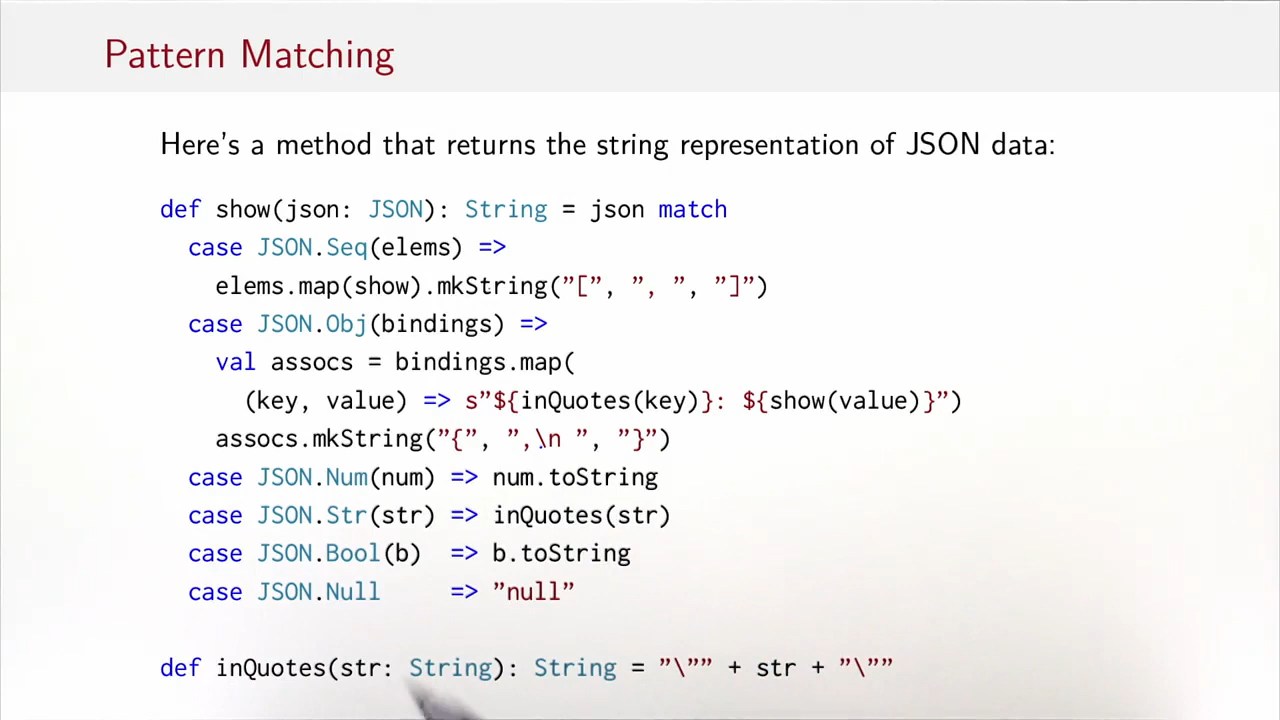 Pattern Matching
Here's a method that returns the string representation of JSON data:
def show(json: JSON): String = json match
  case JSON.Seq(elems) =>
    elems.map(show).mkString("[", ", ", "]")
  case JSON.Obj(bindings) =>
    val assocs = bindings.map(
      (key, value) => s"${inQuotes(key)}: ${show(value)}")
    assocs.mkString("{", ",\n ", "}")
  case JSON.Num(num) => num.toString
  case JSON.Str(str) => inQuotes(str)
  case JSON.Bool(b)  => b.toString
  case JSON.Null     => "null"
def inQuotes(str: String): String = "\"" + str + "\""